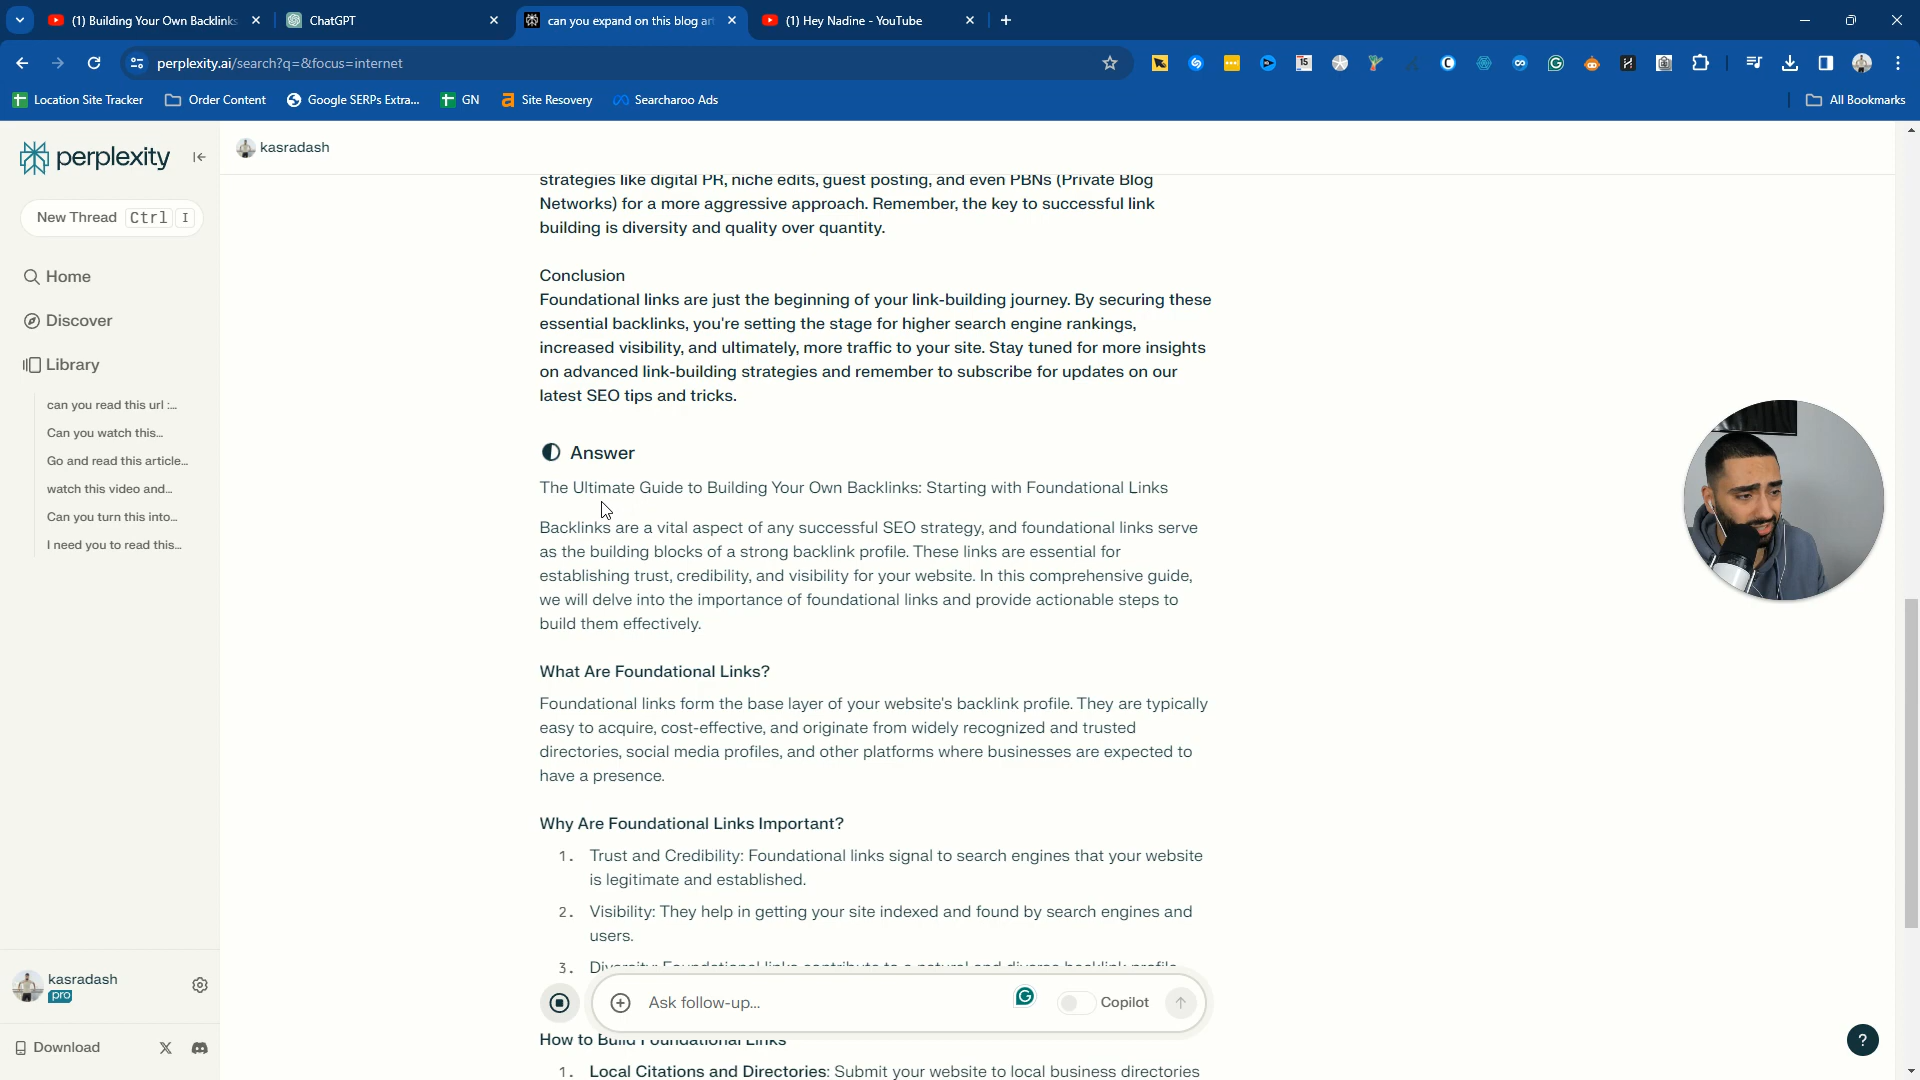 (1) Building Your Own Backlinks
ChatGPT
can you expand on this blog art
(1) Hey Nadine - YouTube
perplexity.ai/search?q=&focus=internet
Location Site Tracker
Order Content
Google SERPs Extra...
GN
Site Recovery
Searcharoo Ads
All Bookmarks
perplexity
kasradash
New Thread Ctrl I
Home
Discover
Library
can you read this url :...
Can you watch this...
Go and read this article...
watch this video and...
Can you turn this into...
I need you to read this...
kasradash
pro
Download
strategies like digital PR, niche edits, guest posting, and even PBNs (Private Blog
Networks) for a more aggressive approach. Remember, the key to successful link
building is diversity and quality over quantity.
Conclusion
Foundational links are just the beginning of your link-building journey. By securing these
essential backlinks, you're setting the stage for higher search engine rankings,
increased visibility, and ultimately, more traffic to your site. Stay tuned for more insights
on advanced link-building strategies and remember to subscribe for updates on our
latest SEO tips and tricks.
Answer
The Ultimate Guide to Building Your Own Backlinks: Starting with Foundational Links
Backlinks are a vital aspect of any successful SEO strategy, and foundational links serve
as the building blocks of a strong backlink profile. These links are essential for
establishing trust, credibility, and visibility for your website. In this comprehensive guide,
we will delve into the importance of foundational links and provide actionable steps to
build them effectively.
What Are Foundational Links?
Foundational links form the base layer of your website's backlink profile. They are typically
easy to acquire, cost-effective, and originate from widely recognized and trusted
directories, social media profiles, and other platforms where businesses are expected to
have a presence.
Why Are Foundational Links Important?
1. Trust and Credibility: Foundational links signal to search engines that your website
is legitimate and established.
2. Visibility: They help in getting your site indexed and found by search engines and
users.
3. Diversity: Foundational links contribute to a natural and diverse backlink profile
Ask follow-up...
Copilot
How to Build Foundational Links
1. Local Citations and Directories: Submit your website to local business directories
?